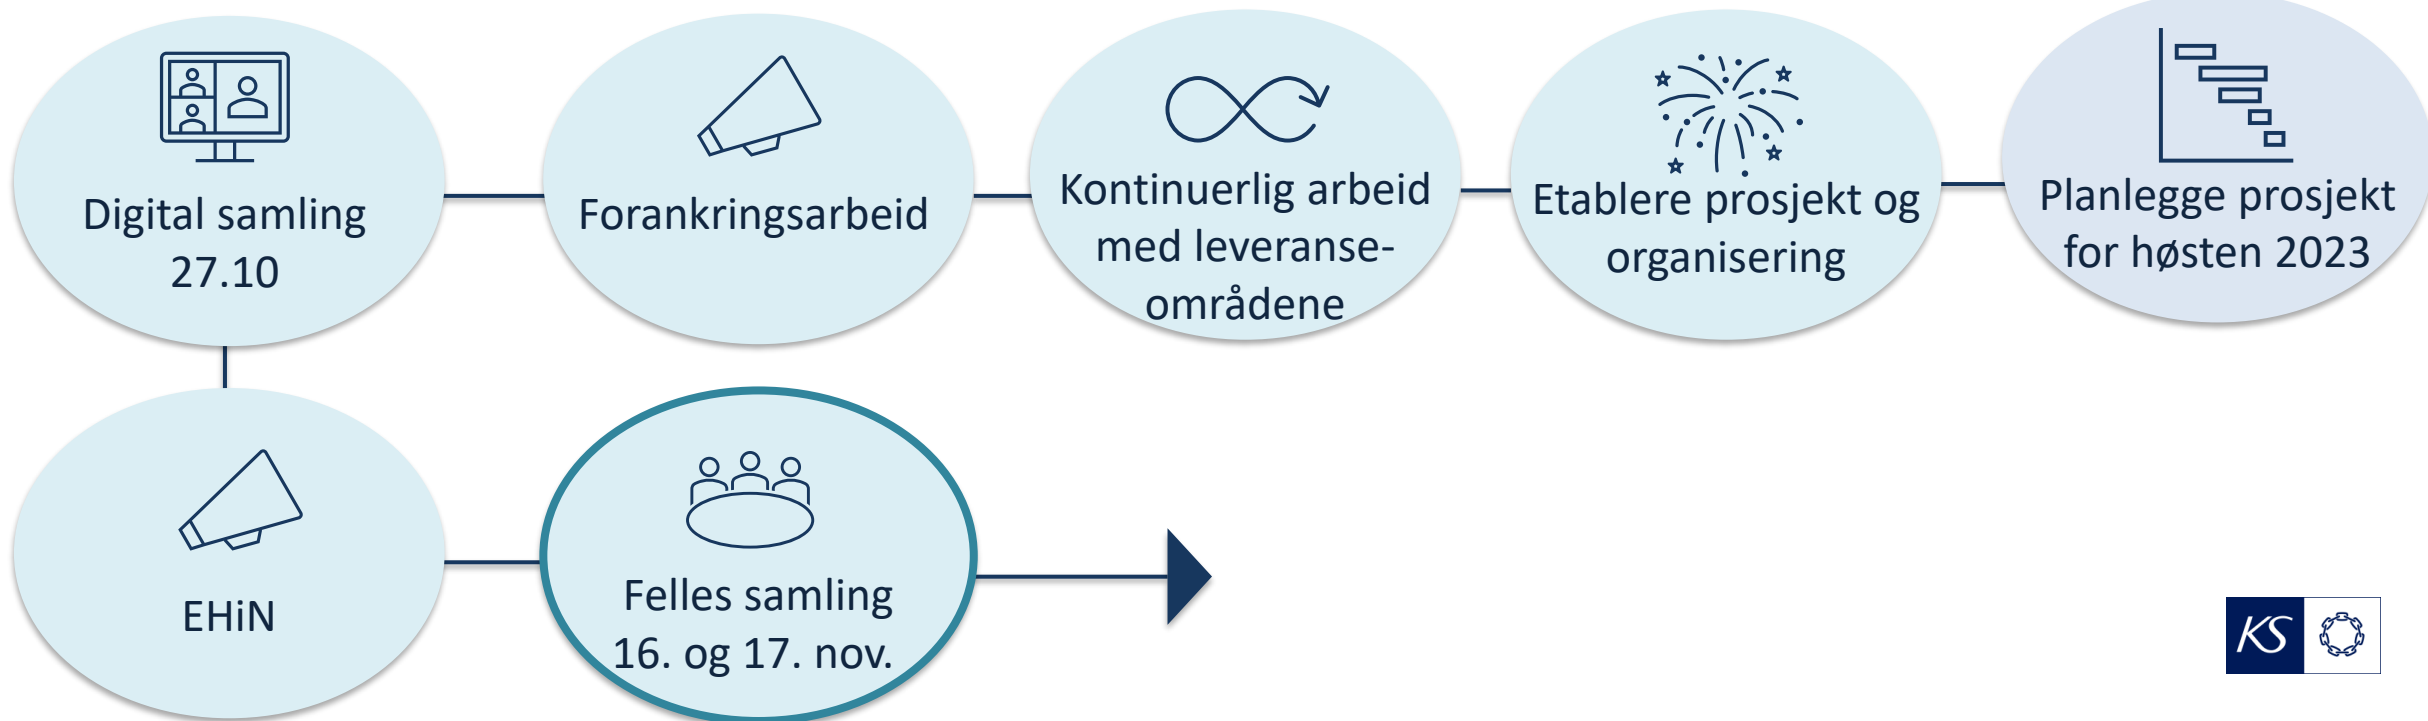 Digital samling
27.10
Forankringsarbeid
Kontinuerlig arbeid
med leveranse-
områdene
Etablere prosjekt og
organisering
Planlegge prosjekt
for høsten 2023
EHiN
Felles samling
16. og 17. nov.
KS